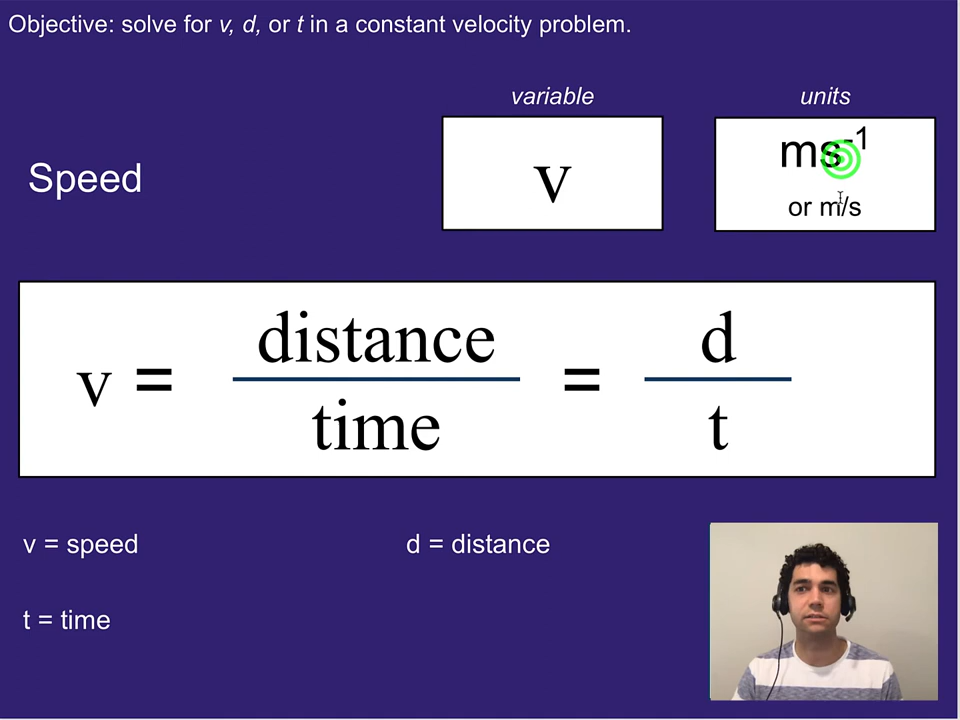 Objective: solve for v, d, or t in a constant velocity problem.
variable units
Speed
v
ms⁻¹
or m/s
v = distance / time = d / t
v = speed d = distance
t = time